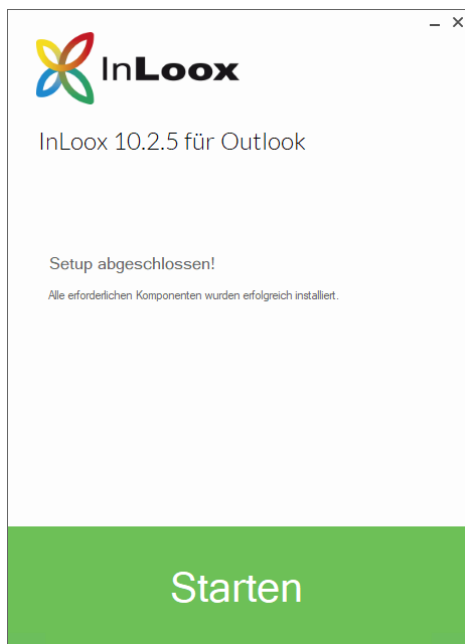 InLoox
InLoox 10.2.5 für Outlook
Setup abgeschlossen!
Alle erforderlichen Komponenten wurden erfolgreich installiert.
Starten